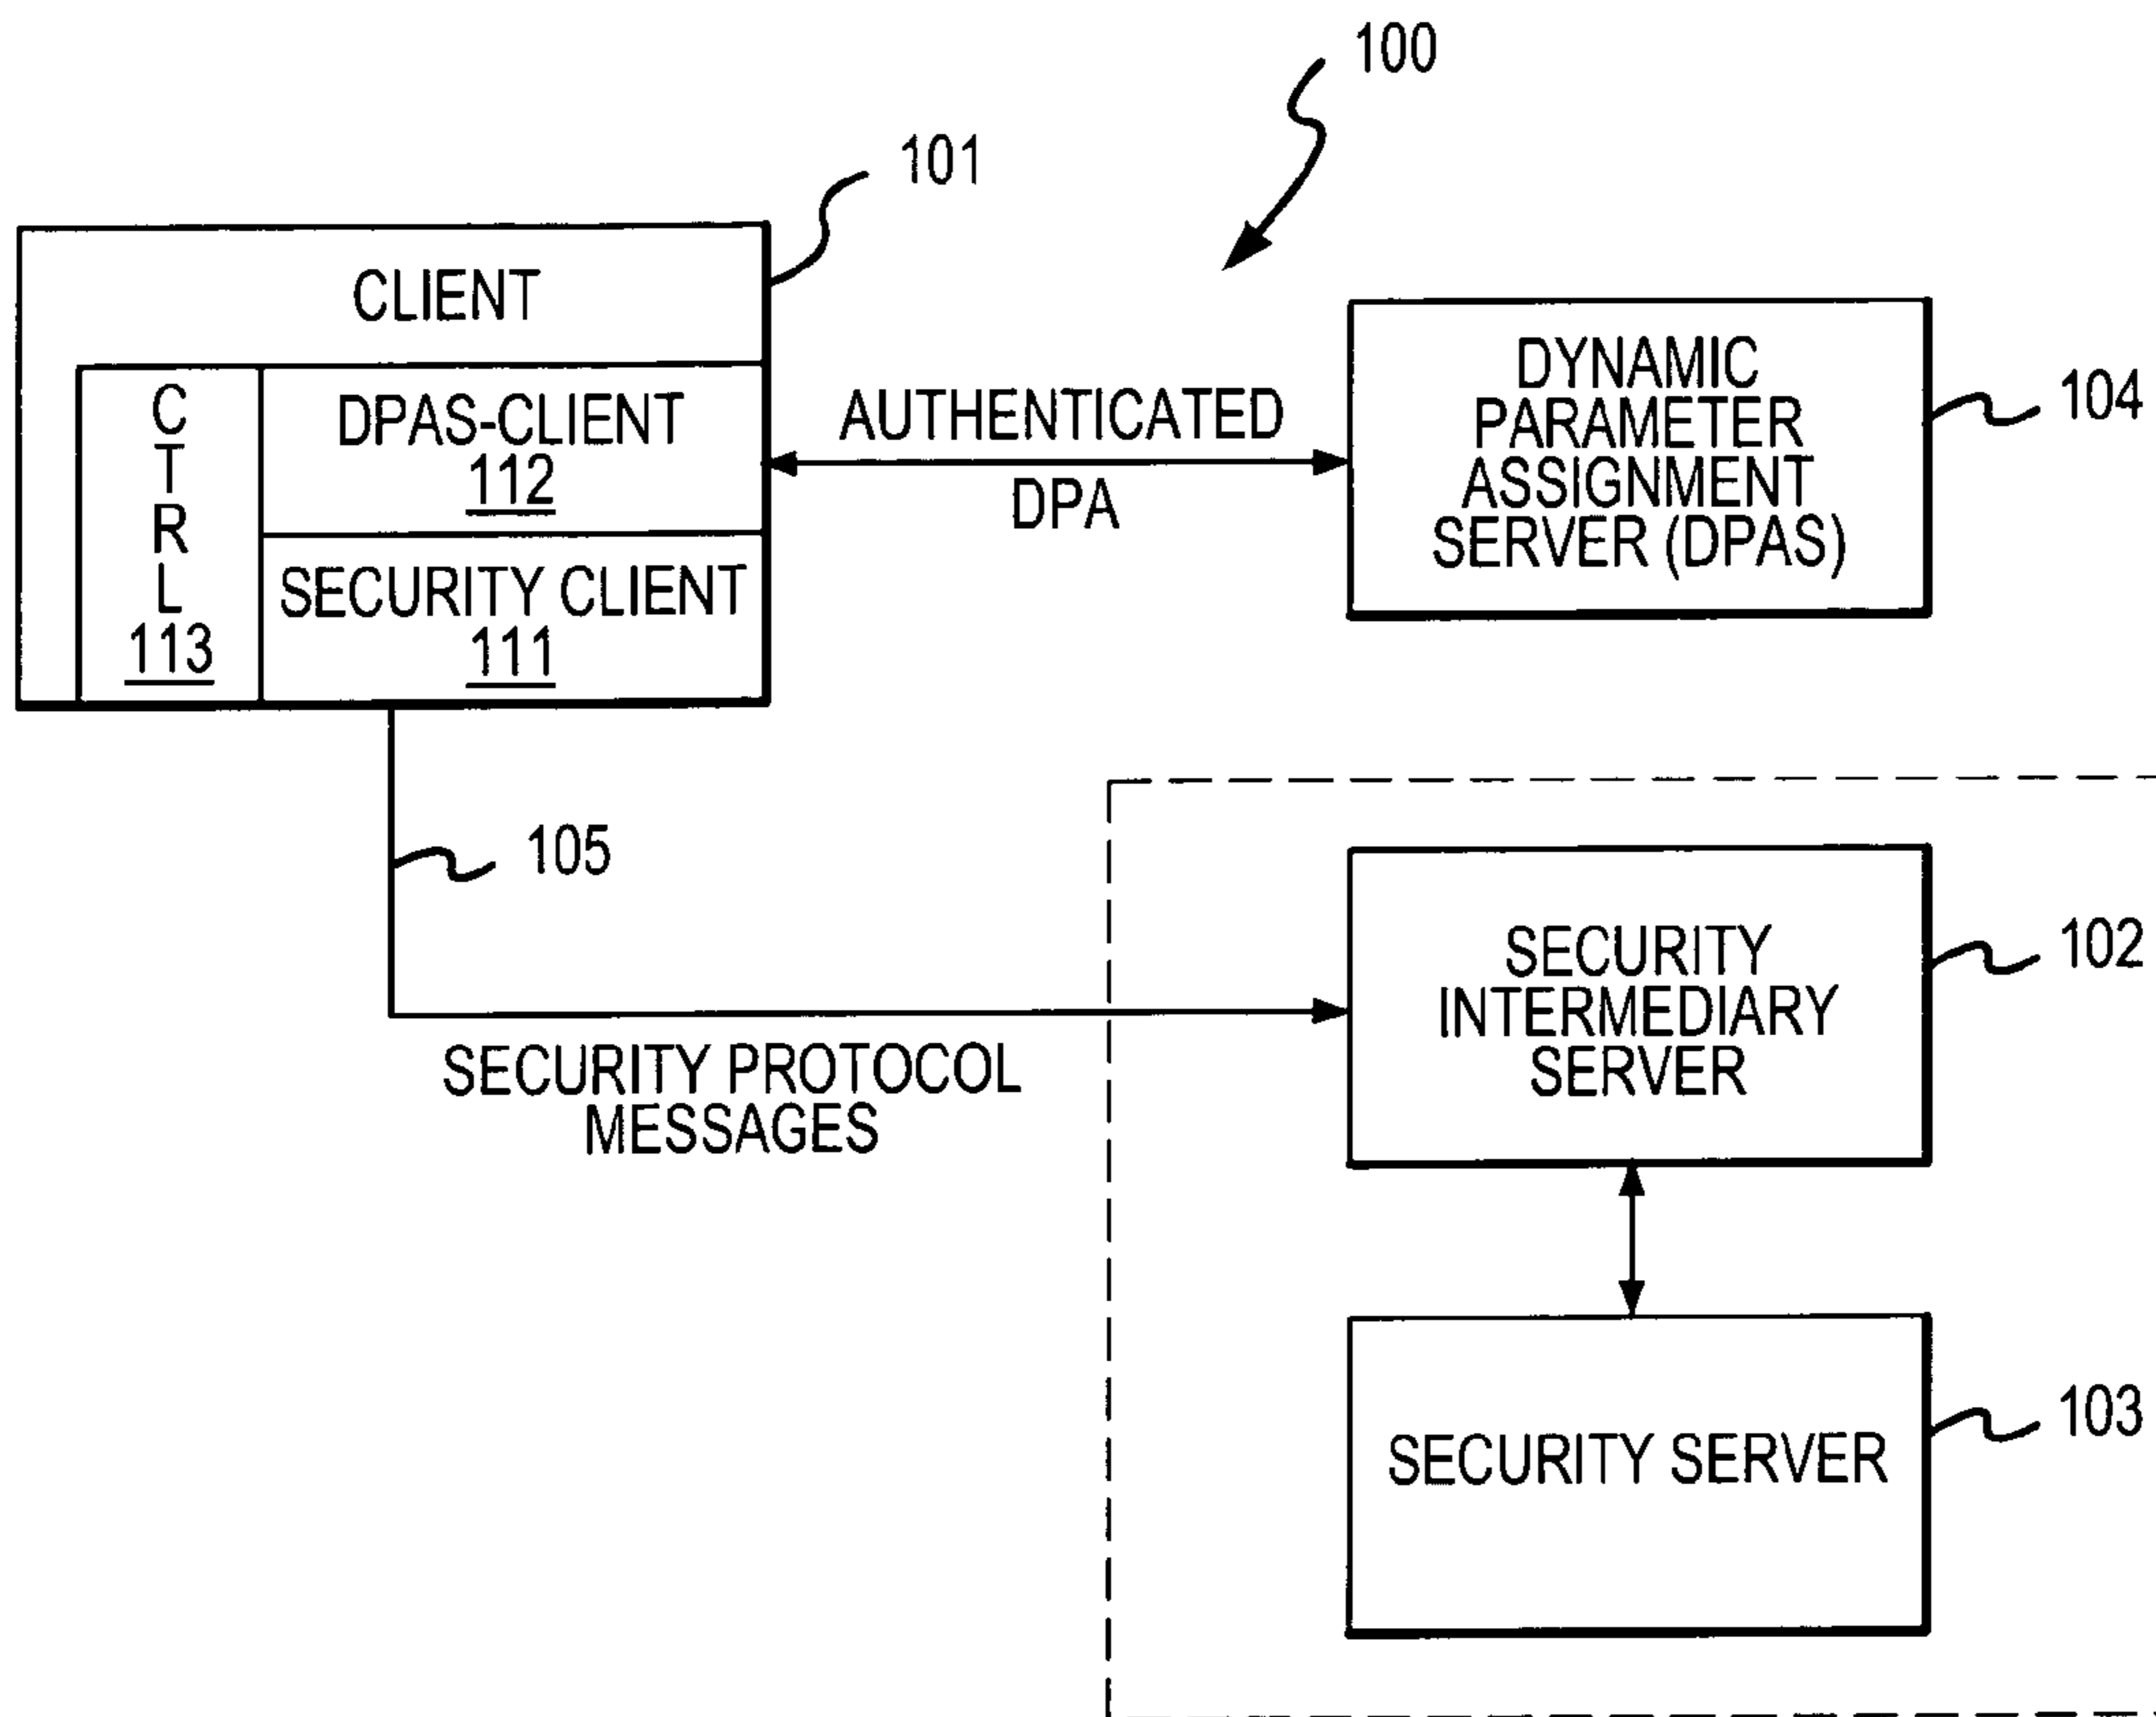 100
101
CLIENT
C
T
R
L
113
DPAS-CLIENT
112
SECURITY CLIENT
111
AUTHENTICATED
DPA
DYNAMIC
PARAMETER
ASSIGNMENT
SERVER (DPAS)
104
105
SECURITY PROTOCOL
MESSAGES
SECURITY
INTERMEDIARY
SERVER
102
SECURITY SERVER
103